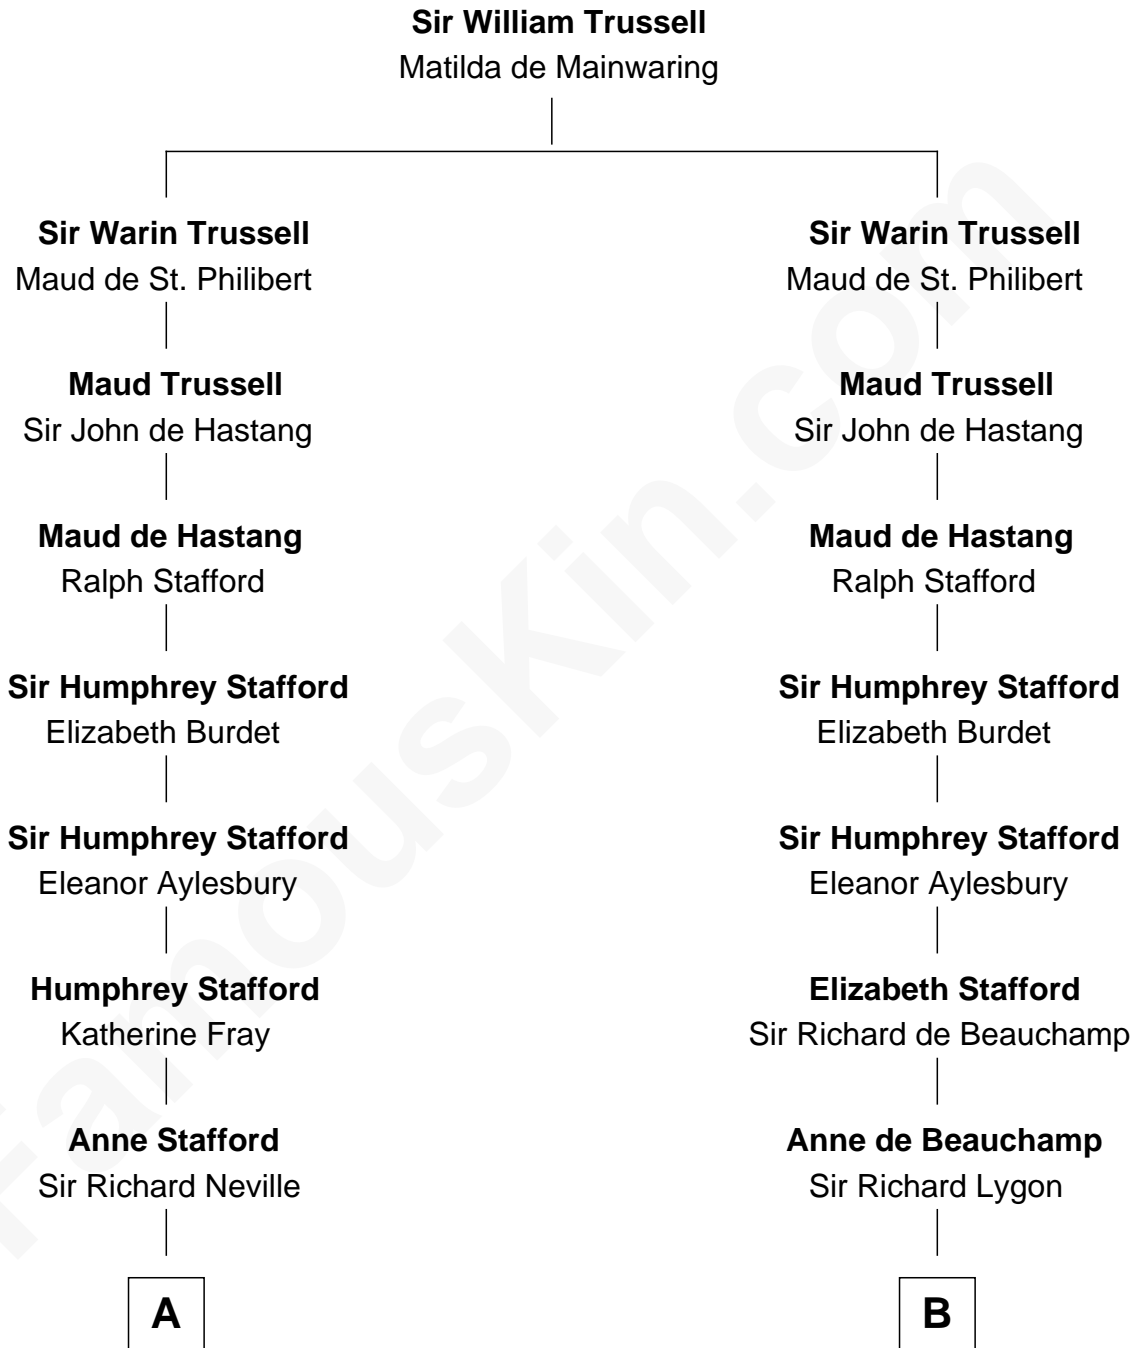 Sir William Trussell
Matilda de Mainwaring
Sir Warin Trussell
Maud de St. Philibert
Maud Trussell
Sir John de Hastang
Maud de Hastang
Ralph Stafford
Sir Humphrey Stafford
Elizabeth Burdet
Sir Humphrey Stafford
Eleanor Aylesbury
Humphrey Stafford
Katherine Fray
Anne Stafford
Sir Richard Neville
A
Sir Warin Trussell
Maud de St. Philibert
Maud Trussell
Sir John de Hastang
Maud de Hastang
Ralph Stafford
Sir Humphrey Stafford
Elizabeth Burdet
Sir Humphrey Stafford
Eleanor Aylesbury
Elizabeth Stafford
Sir Richard de Beauchamp
Anne de Beauchamp
Sir Richard Lygon
B
FamousKin.com